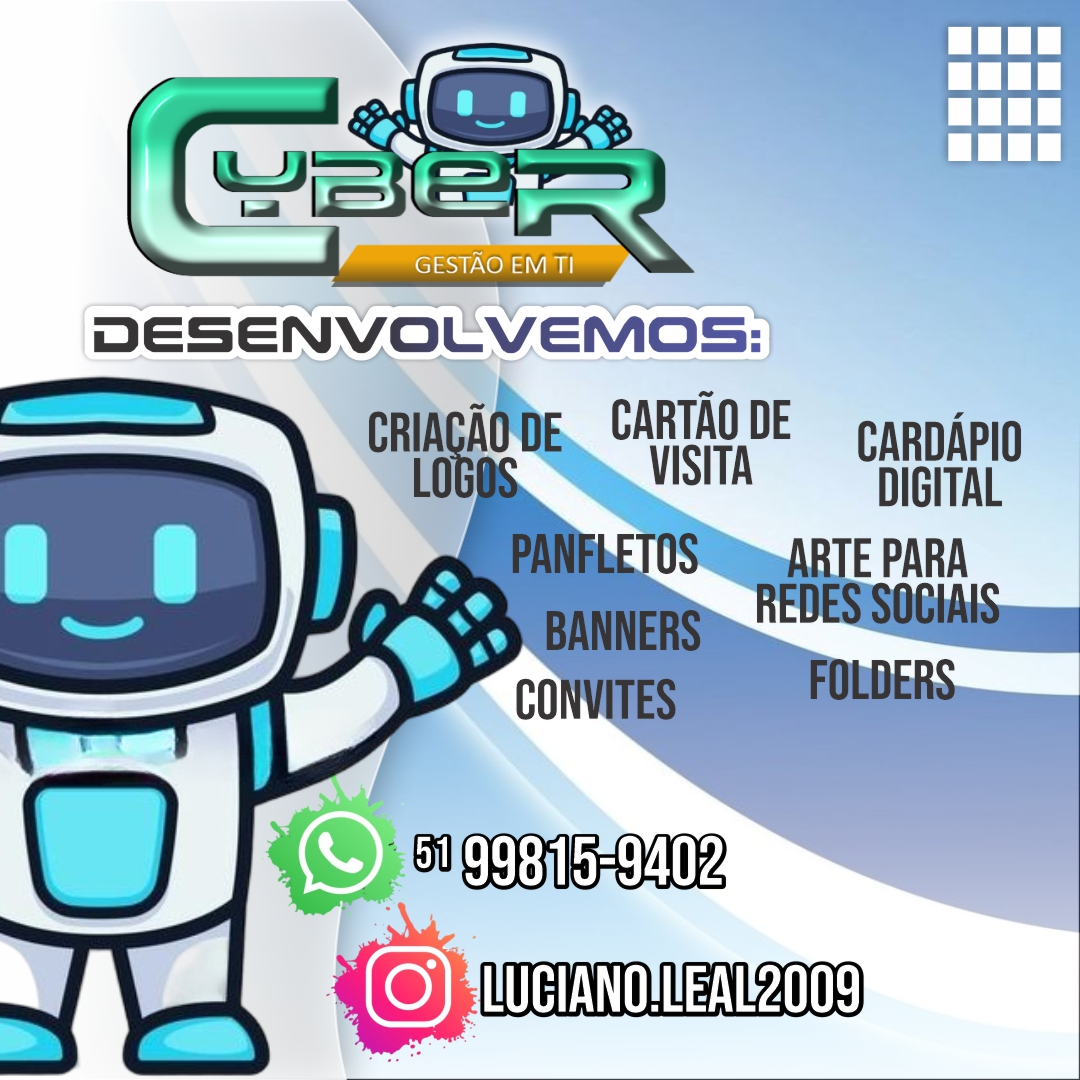 CYBER
GESTÃO EM TI
DESENVOLVEMOS:
CRIAÇÃO DE
LOGOS
CARTÃO DE
VISITA
CARDÁPIO
DIGITAL
PANFLETOS
ARTE PARA
REDES SOCIAIS
BANNERS
FOLDERS
CONVITES
51 99815-9402
LUCIANO.LEAL2009